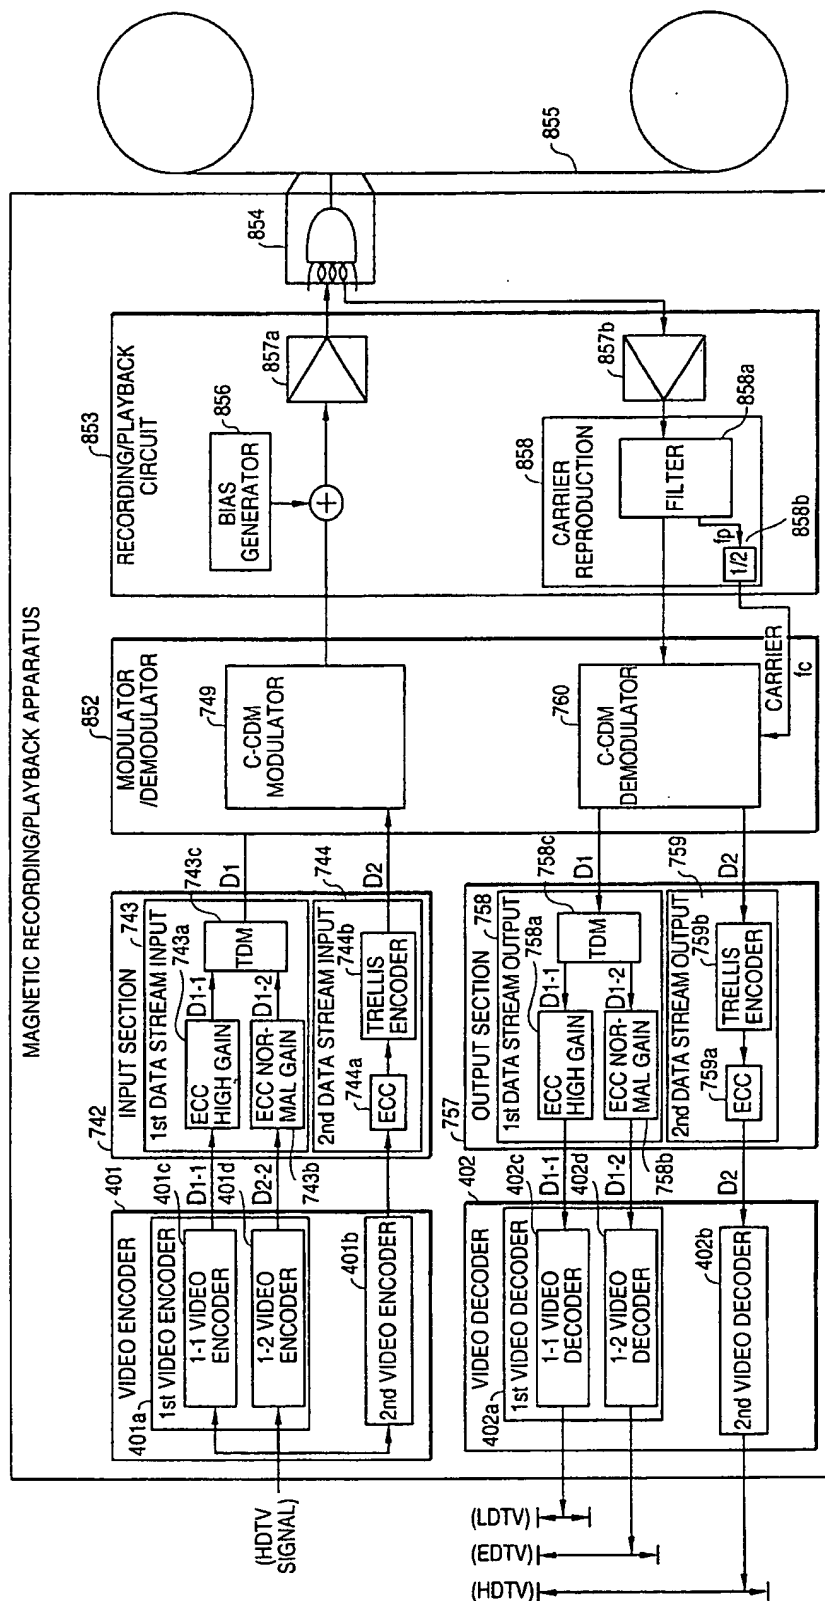 MAGNETIC RECORDING/PLAYBACK APPARATUS
(HDTV
SIGNAL)
401
VIDEO ENCODER
401a
1st VIDEO ENCODER
401c
1-1 VIDEO
ENCODER
401d
1-2 VIDEO
ENCODER
401b
2nd VIDEO ENCODER
D1-1
D2-2
742
INPUT SECTION
743
1st DATA STREAM INPUT
743a
ECC
HIGH GAIN
ECC NOR-
MAL GAIN
743b
D1-1
D1-2
743c
TDM
744
2nd DATA STREAM INPUT
744a
ECC
744b
TRELLIS
ENCODER
D1
D2
852
MODULATOR
/DEMODULATOR
749
C-CDM
MODULATOR
760
C-CDM
DEMODULATOR
CARRIER
fc
853
RECORDING/PLAYBACK
CIRCUIT
856
BIAS
GENERATOR
+
857a
854
855
857b
858
CARRIER
REPRODUCTION
858a
FILTER
fp
1/2
858b
D1
D2
757
OUTPUT SECTION
758
1st DATA STREAM OUTPUT
758c
TDM
D1-1
D1-2
758a
ECC
HIGH GAIN
ECC NOR-
MAL GAIN
758b
759
2nd DATA STREAM OUTPUT
759b
TRELLIS
ENCODER
759a
ECC
D1-1
D1-2
D2
402
VIDEO DECODER
402a
1st VIDEO DECODER
402c
1-1 VIDEO
DECODER
402d
1-2 VIDEO
DECODER
402b
2nd VIDEO DECODER
(LDTV)
(EDTV)
(HDTV)